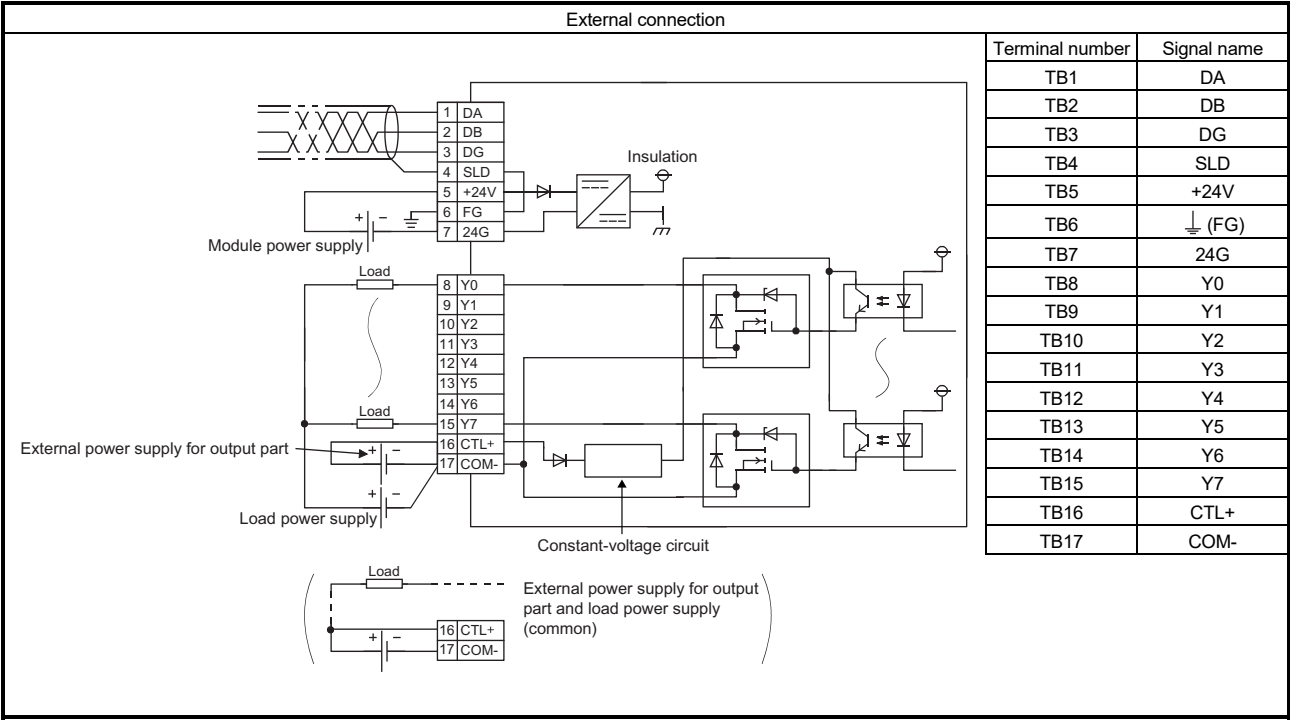 External connection
Terminal number Signal name
TB1 DA
TB2 DB
TB3 DG
TB4 SLD
TB5 +24V
TB6 ⏚ (FG)
TB7 24G
TB8 Y0
TB9 Y1
TB10 Y2
TB11 Y3
TB12 Y4
TB13 Y5
TB14 Y6
TB15 Y7
TB16 CTL+
TB17 COM-
1 DA
2 DB
3 DG
4 SLD
5 +24V
6 FG
7 24G
Insulation
+ −
Module power supply
Load
8 Y0
9 Y1
10 Y2
11 Y3
12 Y4
13 Y5
14 Y6
15 Y7
16 CTL+
17 COM-
Load
External power supply for output part
+ −
+ −
Load power supply
Constant-voltage circuit
Load
External power supply for output
part and load power supply
(common)
+ −
16 CTL+
17 COM-